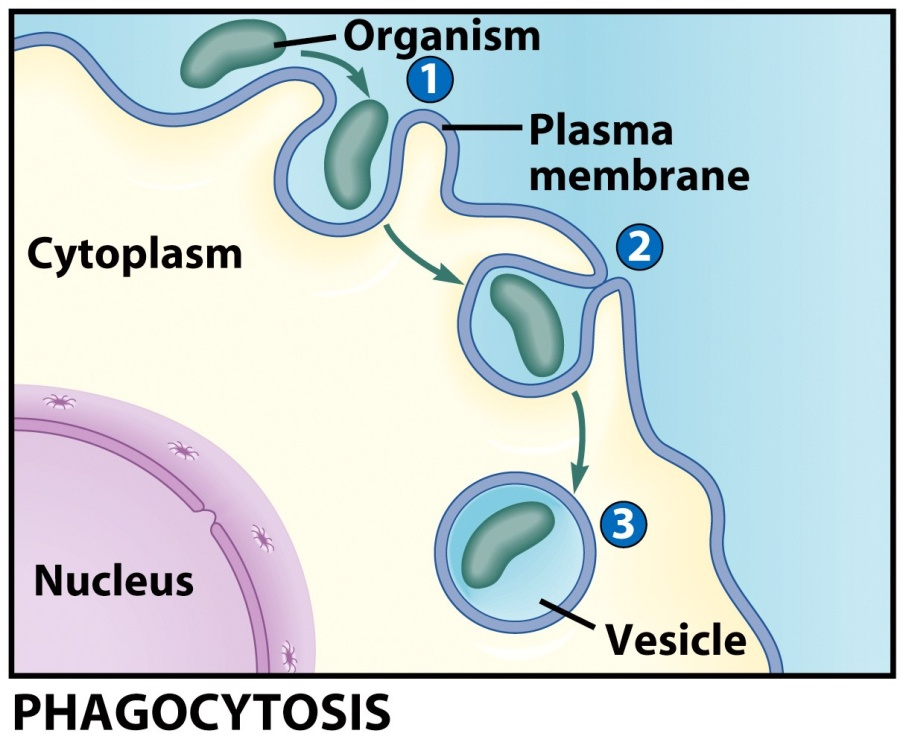 Organism
1
Plasma
membrane
2
Cytoplasm
3
Nucleus
Vesicle
PHAGOCYTOSIS